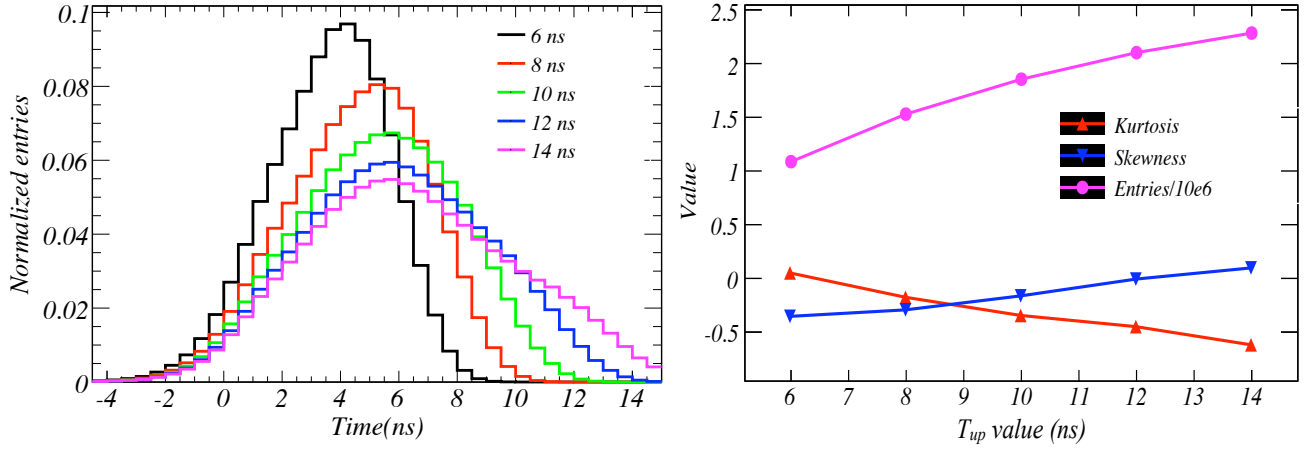 0.1
0.08
0.06
0.04
0.02
0
Normalized entries
6 ns
8 ns
10 ns
12 ns
14 ns
-4 -2 0 2 4 6 8 10 12 14
Time(ns)
2.5
2
1.5
1
0.5
0
-0.5
Value
Kurtosis
Skewness
Entries/10e6
6 7 8 9 10 11 12 13 14
Tup value (ns)